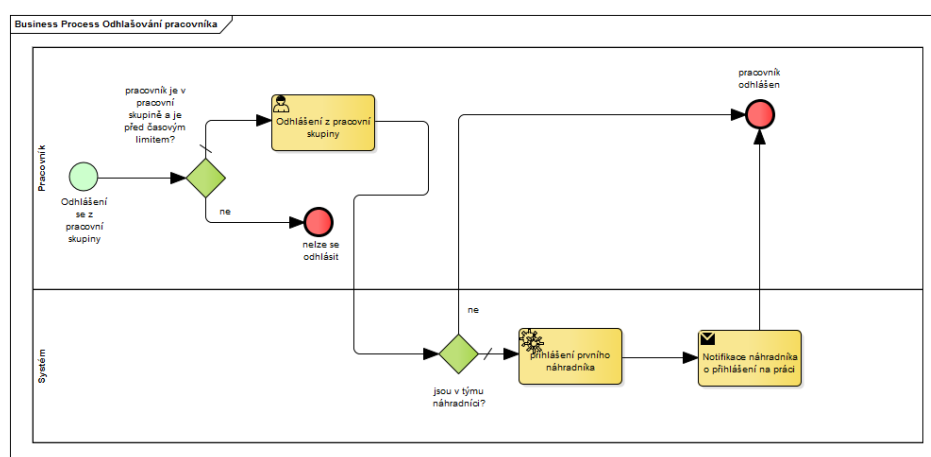 Business Process Odhlašování pracovníka
Pracovník
pracovník je v
pracovní
skupině a je
před časovým
limitem?
Odhlášení z pracovní
skupiny
pracovník
odhlášen
Odhlášení
se z
pracovní
skupiny
ne
nelze se
odhlásit
Systém
ne
přihlášení prvního
náhradníka
Notifikace náhradníka
o přihlášení na práci
jsou v týmu
náhradníci?